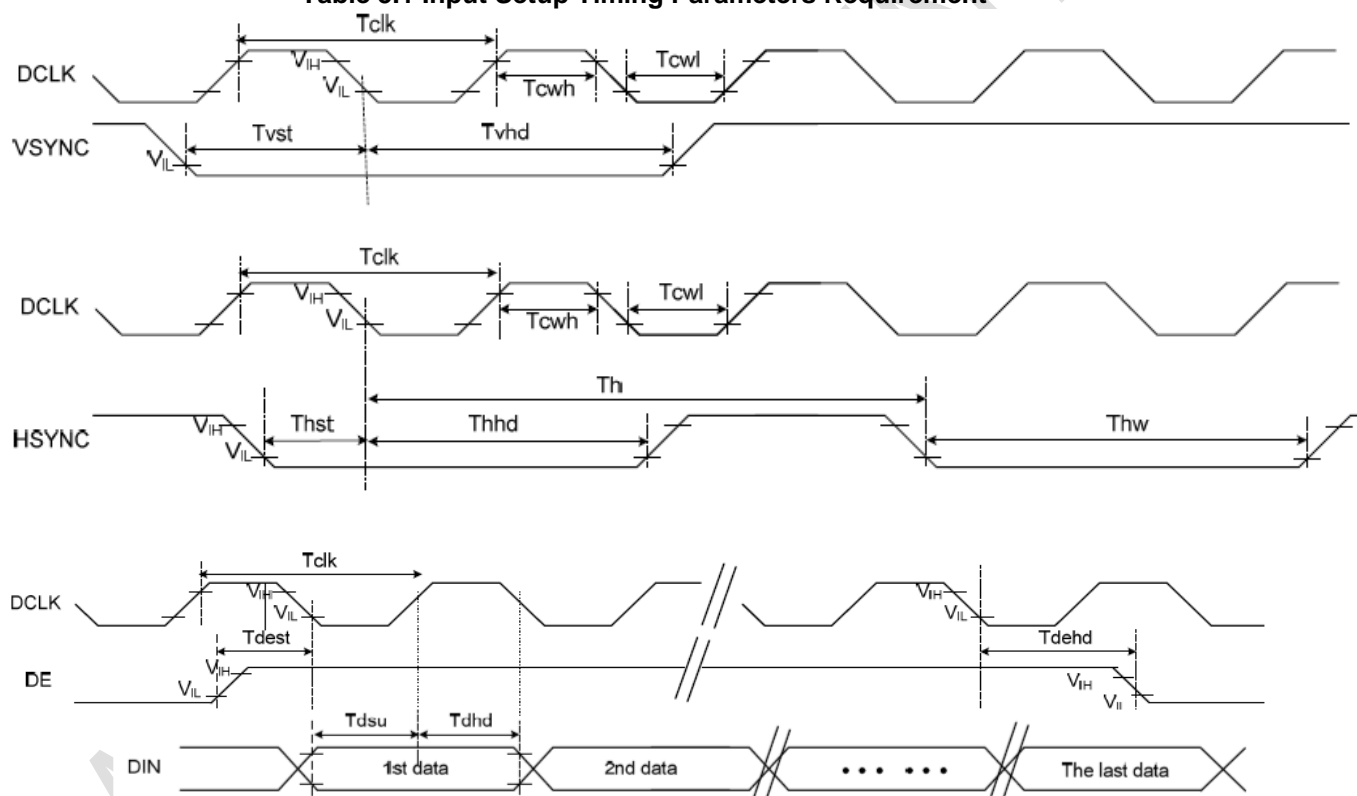 Table 3.1 Input Setup Timing Parameters Requirement
Tclk
DCLK
VIH
VIL
Tcwh
Tcwl
VSYNC
VIL
Tvst
Tvhd
Tclk
DCLK
VIH
VIL
Tcwh
Tcwl
Th
HSYNC
VIH
VIL
Thst
Thhd
Thw
Tclk
DCLK
VIH
VIL
VIH
VIL
Tdest
Tdehd
DE
VIH
VIL
VIH
VIL
Tdsu
Tdhd
DIN
1st data
2nd data
••• •••
The last data